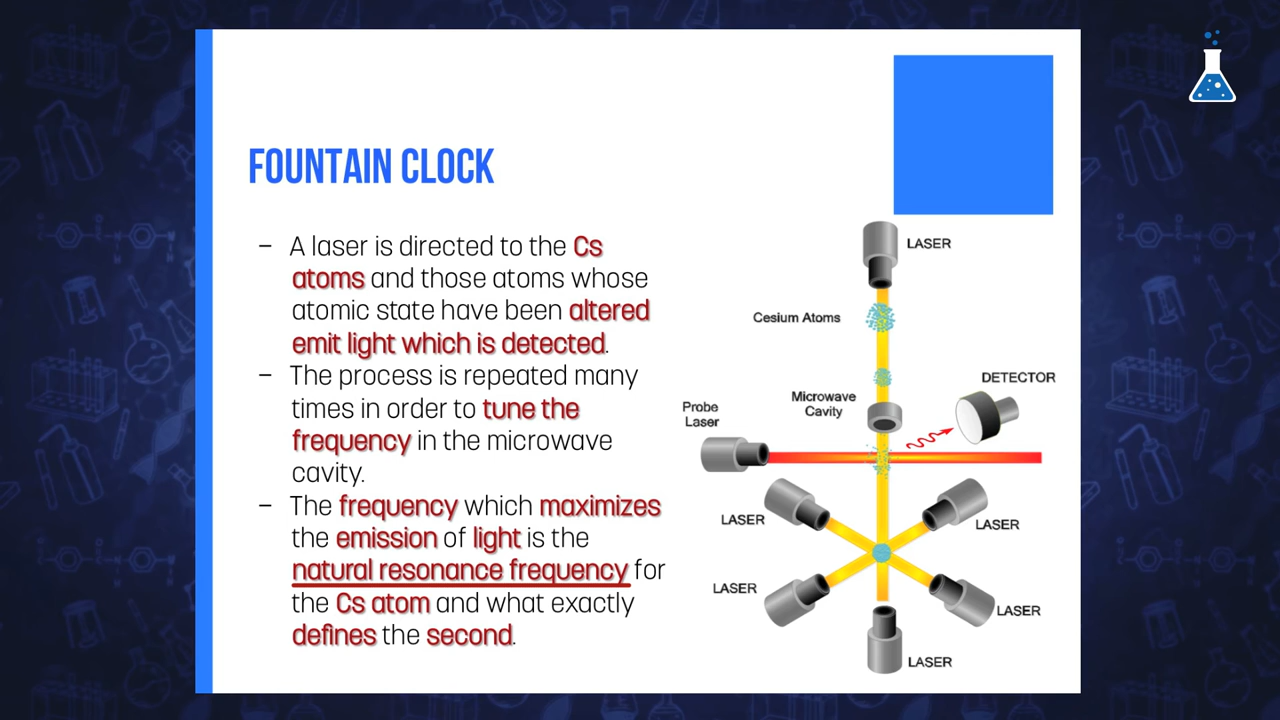 FOUNTAIN CLOCK
– A laser is directed to the Cs
atoms and those atoms whose
atomic state have been altered
emit light which is detected.
– The process is repeated many
times in order to tune the
frequency in the microwave
cavity.
– The frequency which maximizes
the emission of light is the
natural resonance frequency for
the Cs atom and what exactly
defines the second.
LASER
Cesium Atoms
DETECTOR
Microwave
Cavity
Probe
Laser
LASER
LASER
LASER
LASER
LASER